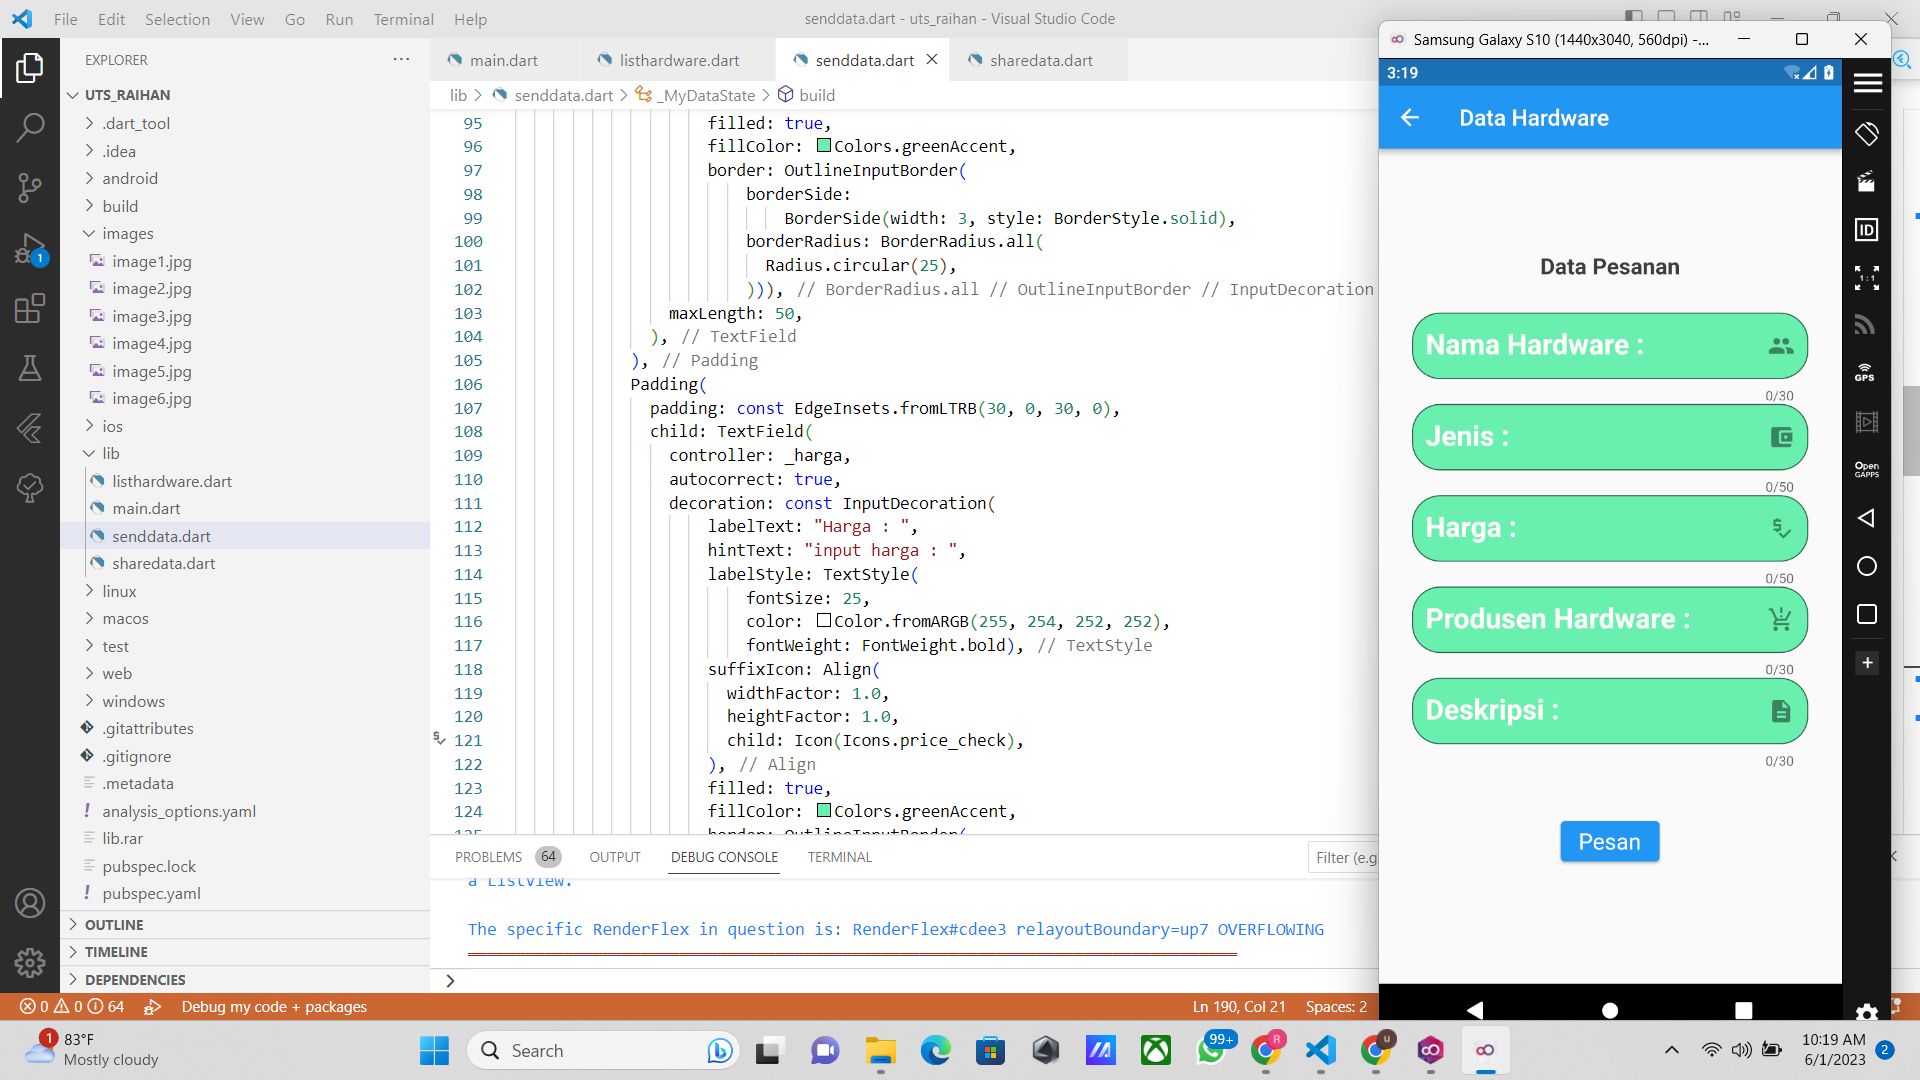 File Edit Selection View Go Run Terminal Help
senddata.dart - uts_raihan - Visual Studio Code
EXPLORER
UTS_RAIHAN
.dart_tool
.idea
android
build
images
image1.jpg
image2.jpg
image3.jpg
image4.jpg
image5.jpg
image6.jpg
ios
lib
listhardware.dart
main.dart
senddata.dart
sharedata.dart
linux
macos
test
web
windows
.gitattributes
.gitignore
.metadata
analysis_options.yaml
lib.rar
pubspec.lock
pubspec.yaml
OUTLINE
TIMELINE
DEPENDENCIES
1
main.dart listhardware.dart senddata.dart sharedata.dart
lib > senddata.dart > _MyDataState > build
95 filled: true,
96 fillColor: Colors.greenAccent,
97 border: OutlineInputBorder(
98 borderSide:
99 BorderSide(width: 3, style: BorderStyle.solid),
100 borderRadius: BorderRadius.all(
101 Radius.circular(25),
102 ))), // BorderRadius.all // OutlineInputBorder // InputDecoration
103 maxLength: 50,
104 ), // TextField
105 ), // Padding
106 Padding(
107 padding: const EdgeInsets.fromLTRB(30, 0, 30, 0),
108 child: TextField(
109 controller: _harga,
110 autocorrect: true,
111 decoration: const InputDecoration(
112 labelText: "Harga : ",
113 hintText: "input harga : ",
114 labelStyle: TextStyle(
115 fontSize: 25,
116 color: Color.fromARGB(255, 254, 252, 252),
117 fontWeight: FontWeight.bold), // TextStyle
118 suffixIcon: Align(
119 widthFactor: 1.0,
120 heightFactor: 1.0,
121 child: Icon(Icons.price_check),
122 ), // Align
123 filled: true,
124 fillColor: Colors.greenAccent,
125 border: OutlineInputBorder(
PROBLEMS 64 OUTPUT DEBUG CONSOLE TERMINAL
Filter (e.g
a ListView.
The specific RenderFlex in question is: RenderFlex#cdee3 relayoutBoundary=up7 OVERFLOWING
>
0 0 64 Debug my code + packages
Ln 190, Col 21 Spaces: 2
Samsung Galaxy S10 (1440x3040, 560dpi) -...
3:19
Data Hardware
Data Pesanan
Nama Hardware :
0/30
Jenis :
0/50
Harga :
0/50
Produsen Hardware :
0/30
Deskripsi :
0/30
Pesan
ID
1:1
GPS
Open
GAPPS
1
83°F
Mostly cloudy
Search
99+
R
u
10:19 AM
6/1/2023
2